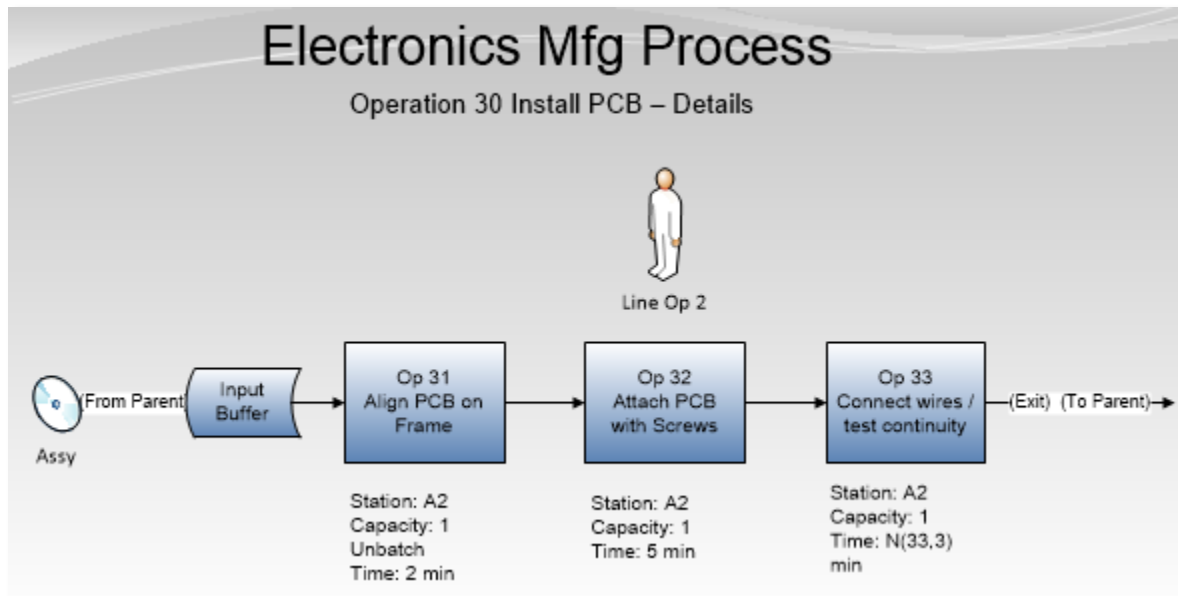 Electronics Mfg Process
Operation 30 Install PCB – Details
Line Op 2
Assy
(From Parent)
Input
Buffer
Op 31
Align PCB on
Frame
Op 32
Attach PCB
with Screws
Op 33
Connect wires /
test continuity
(Exit) (To Parent)
Station: A2
Capacity: 1
Unbatch
Time: 2 min
Station: A2
Capacity: 1
Time: 5 min
Station: A2
Capacity: 1
Time: N(33,3)
min